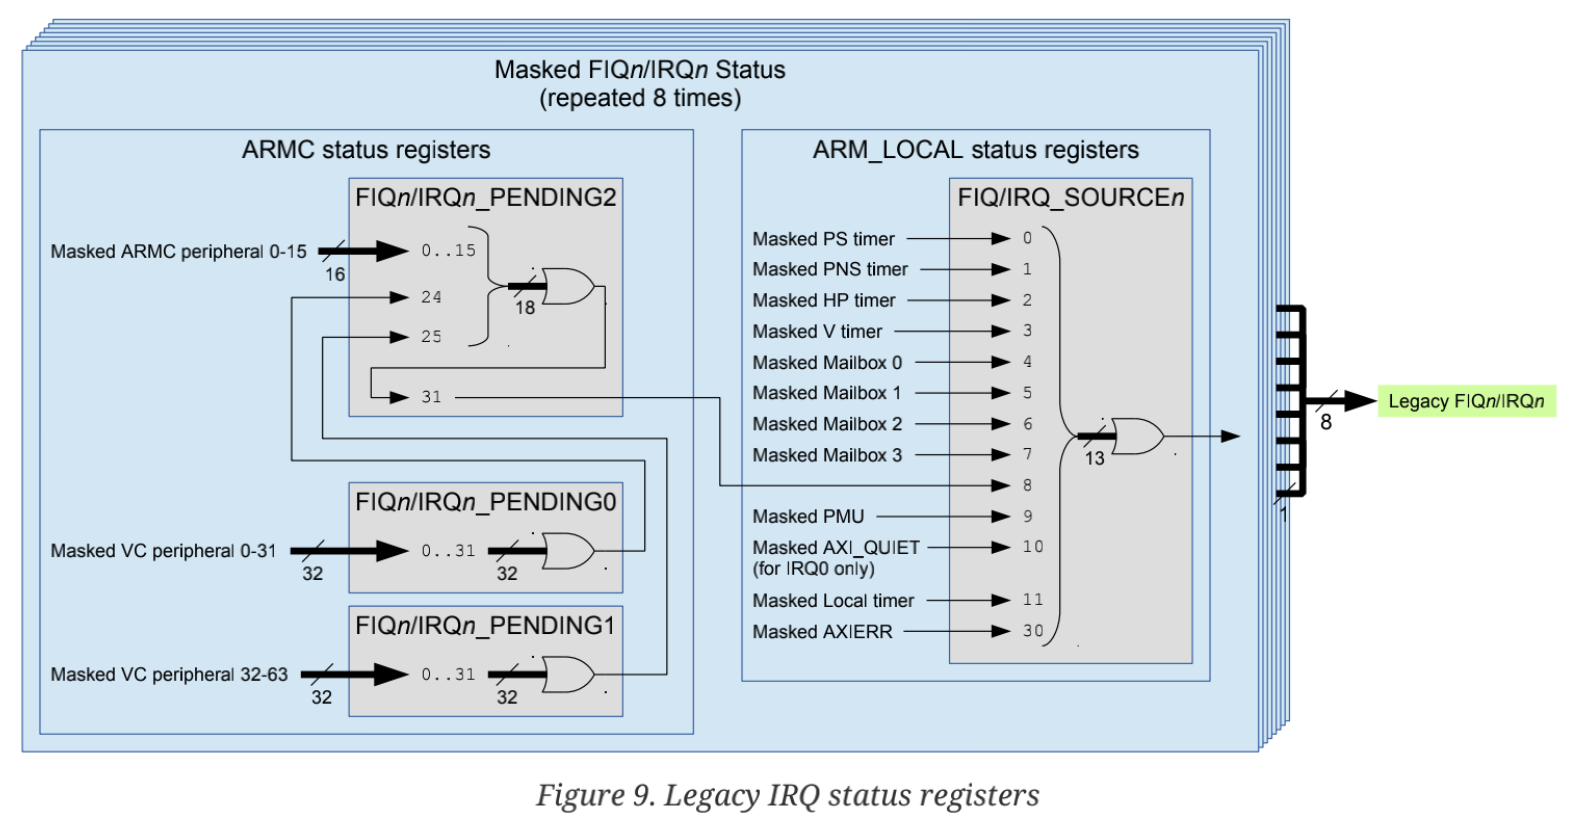 Masked FIQn/IRQn Status
(repeated 8 times)
ARMC status registers
FIQn/IRQn_PENDING2
Masked ARMC peripheral 0-15
16
0..15
24
25
18
31
FIQn/IRQn_PENDING0
Masked VC peripheral 0-31
32
0..31
32
FIQn/IRQn_PENDING1
Masked VC peripheral 32-63
32
0..31
32
ARM_LOCAL status registers
FIQ/IRQ_SOURCEn
Masked PS timer 0
Masked PNS timer 1
Masked HP timer 2
Masked V timer 3
Masked Mailbox 0 4
Masked Mailbox 1 5
Masked Mailbox 2 6
Masked Mailbox 3 7
8
Masked PMU 9
Masked AXI_QUIET 10
(for IRQ0 only)
Masked Local timer 11
Masked AXIERR 30
13
1
8
Legacy FIQn/IRQn
Figure 9. Legacy IRQ status registers